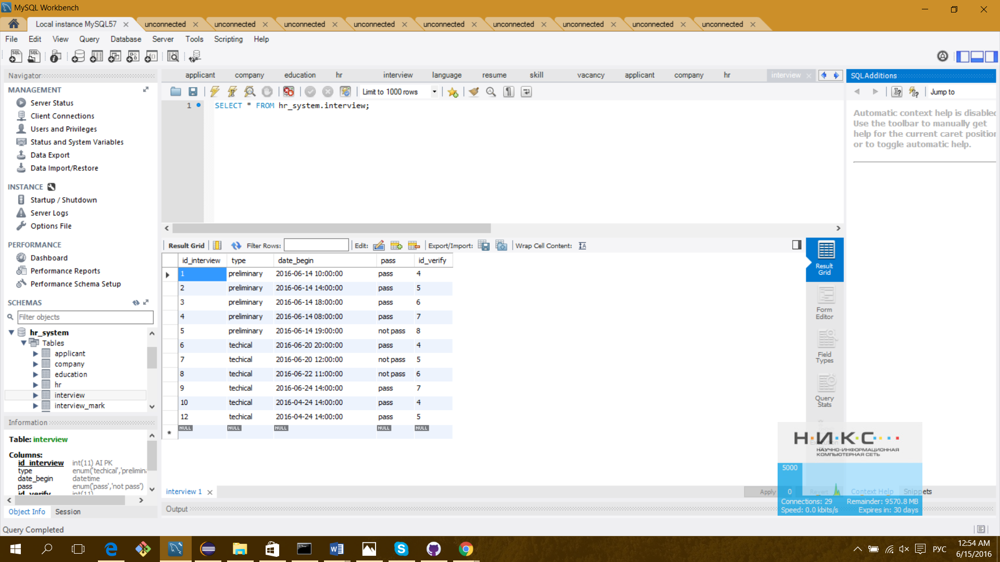 MySQL Workbench
Local instance MySQL57 unconnected unconnected unconnected unconnected unconnected unconnected unconnected unconnected unconnected
File Edit View Query Database Server Tools Scripting Help
Navigator
MANAGEMENT
Server Status
Client Connections
Users and Privileges
Status and System Variables
Data Export
Data Import/Restore
INSTANCE
Startup / Shutdown
Server Logs
Options File
PERFORMANCE
Dashboard
Performance Reports
Performance Schema Setup
SCHEMAS
Filter objects
hr_system
Tables
applicant
company
education
hr
interview
interview_mark
Information
Table: interview
Columns:
id_interview int(11) AI PK
type enum('techical','prelimin
date_begin datetime
pass enum('pass','not pass')
id_verify int(11)
Object Info Session
applicant company education hr interview language resume skill vacancy applicant company hr interview
Limit to 1000 rows
1 SELECT * FROM hr_system.interview;
Result Grid Filter Rows: Edit: Export/Import: Wrap Cell Content:
id_interview type date_begin pass id_verify
1 preliminary 2016-06-14 10:00:00 pass 4
2 preliminary 2016-06-14 14:00:00 pass 5
3 preliminary 2016-06-14 18:00:00 pass 6
4 preliminary 2016-06-14 08:00:00 pass 7
5 preliminary 2016-06-14 19:00:00 not pass 8
6 techical 2016-06-20 20:00:00 pass 4
7 techical 2016-06-20 12:00:00 not pass 5
8 techical 2016-06-22 11:00:00 not pass 6
9 techical 2016-06-24 14:00:00 pass 7
10 techical 2016-04-24 14:00:00 pass 4
12 techical 2016-04-24 14:00:00 pass 5
NULL NULL NULL NULL NULL
Result
Grid
Form
Editor
Field
Types
Query
Stats
interview 1
Apply Revert
Output
SQLAdditions
Jump to
Automatic context help is disabled
Use the toolbar to manually get
help for the current caret position
or to toggle automatic help.
Context Help Snippets
Н·И·К·С
НАУЧНО-ИНФОРМАЦИОННАЯ
КОМПЬЮТЕРНАЯ СЕТЬ
5000
0
Connections: 29 Remainder: 9570.8 MB
Speed: 0.0 kbits/s Expires in: 30 days
Query Completed
РУС
12:54 AM
6/15/2016